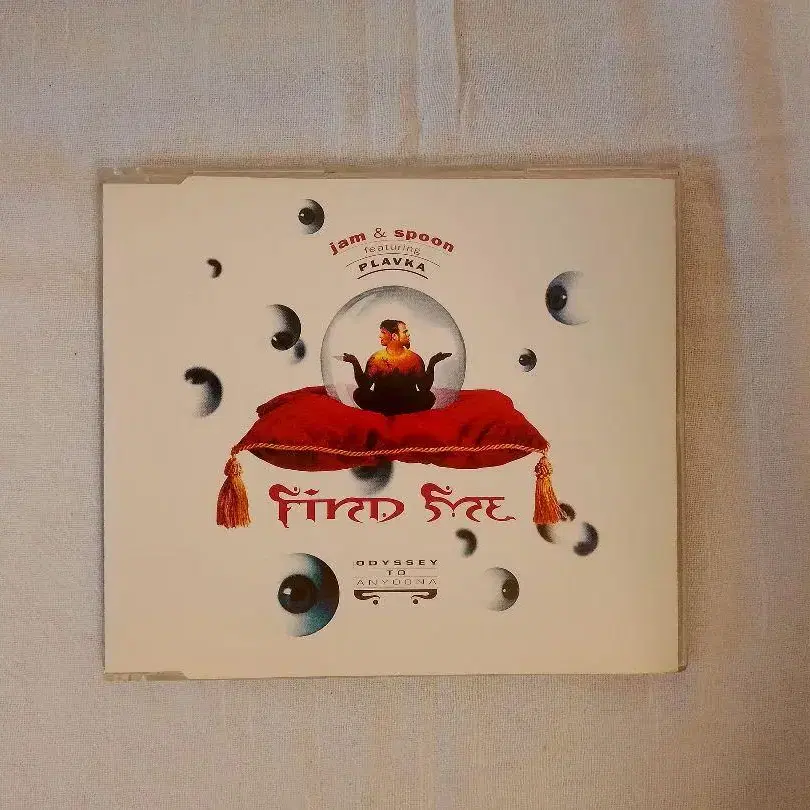 jam & spoon
featuring
PLAVKA
FIND ME
ODYSSEY
TO
ANYOONA